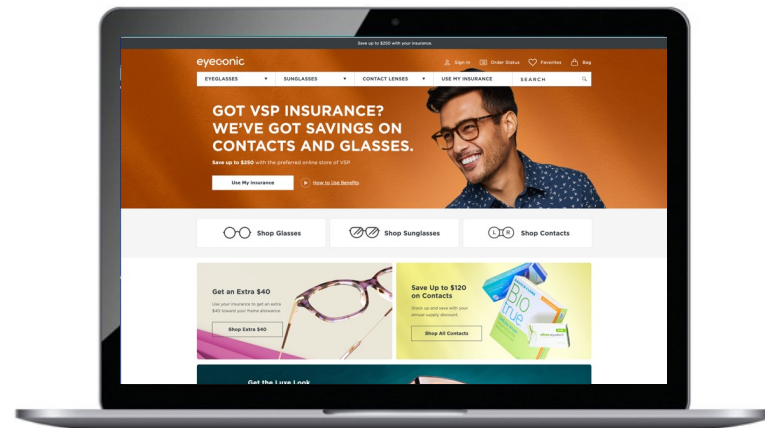 Save up to $250 with your insurance.
eyeconic
Sign In Order Status Favorites Bag
EYEGLASSES SUNGLASSES CONTACT LENSES USE MY INSURANCE SEARCH
GOT VSP INSURANCE?
WE'VE GOT SAVINGS ON
CONTACTS AND GLASSES.
Save up to $250 with the preferred online store of VSP.
Use My Insurance How to Use Benefits
Shop Glasses Shop Sunglasses L R Shop Contacts
Get an Extra $40
Use your insurance to get an extra
$40 toward your frame allowance.
Shop Extra $40
Save Up to $120
on Contacts
Stock up and save with your
annual supply discount.
Shop All Contacts
Bio
true
Get the Luxe Look